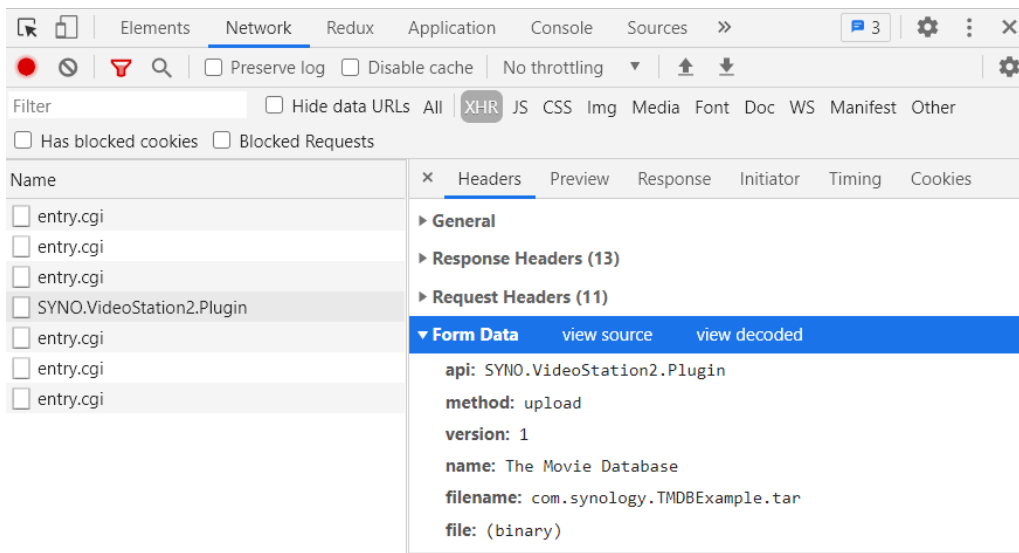 Elements Network Redux Application Console Sources » 3
Preserve log Disable cache No throttling
Filter Hide data URLs All XHR JS CSS Img Media Font Doc WS Manifest Other
Has blocked cookies Blocked Requests
Name
entry.cgi
entry.cgi
entry.cgi
SYNO.VideoStation2.Plugin
entry.cgi
entry.cgi
entry.cgi
× Headers Preview Response Initiator Timing Cookies
General
Response Headers (13)
Request Headers (11)
Form Data view source view decoded
api: SYNO.VideoStation2.Plugin
method: upload
version: 1
name: The Movie Database
filename: com.synology.TMDBExample.tar
file: (binary)